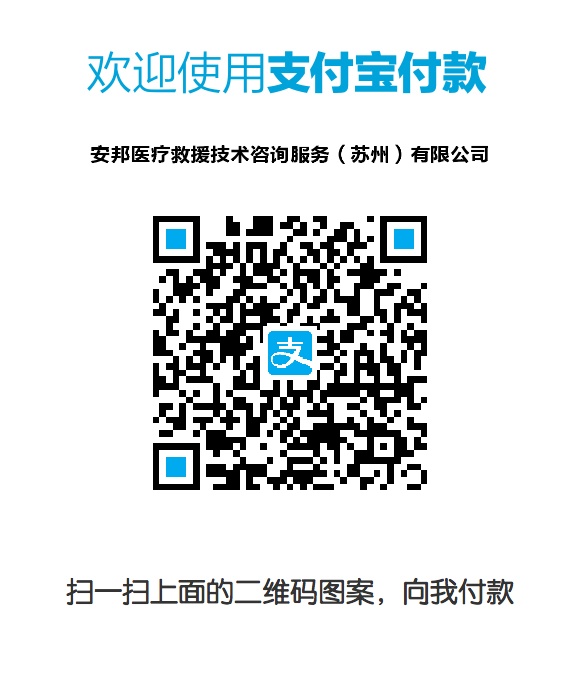 欢迎使用支付宝付款
安邦医疗救援技术咨询服务（苏州）有限公司
支
扫一扫上面的二维码图案，向我付款